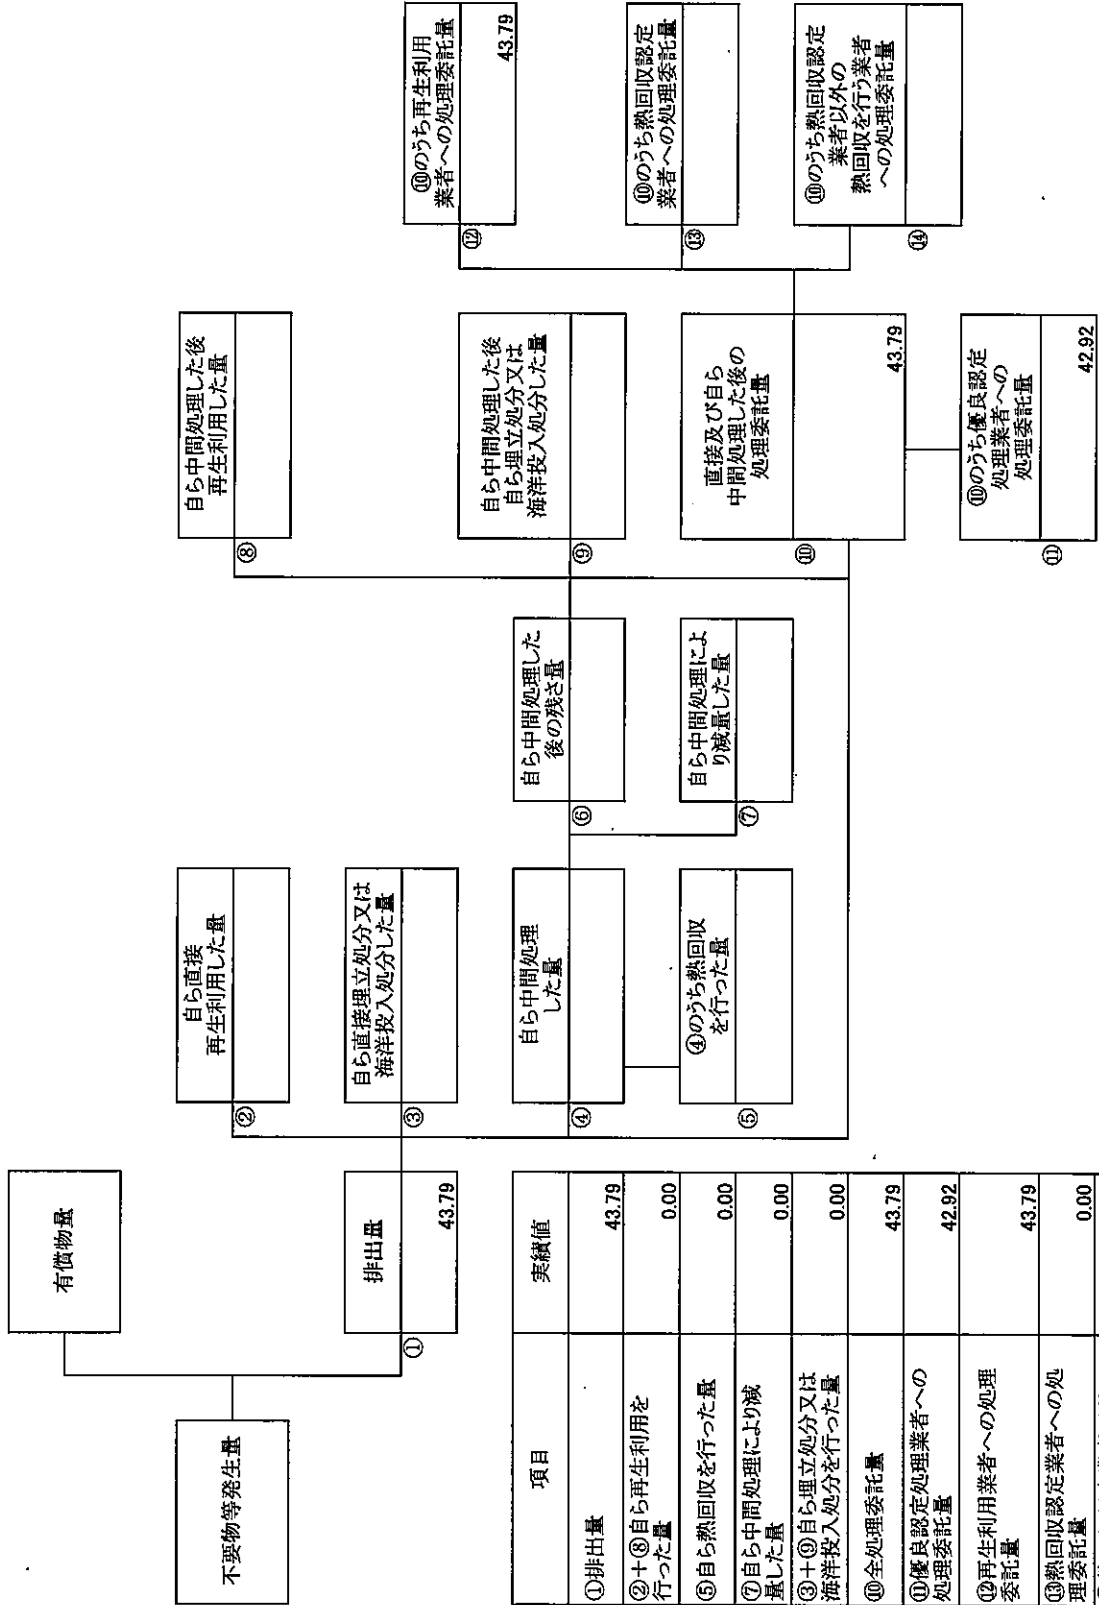 不要物等発生量
有償物量
排出量
①
43.79
自ら直接
再生利用した量
②
自ら直接埋立処分又は
海洋投入処分した量
③
自ら中間処理
した量
④
④のうち熱回収
を行った量
⑤
自ら中間処理した
後の残さ量
⑥
自ら中間処理によ
り減量した量
⑦
自ら中間処理した後
再生利用した量
⑧
自ら中間処理した後
自ら埋立処分又は
海洋投入処分した量
⑨
直接及び自ら
中間処理した後の
処理委託量
⑩
43.79
⑩のうち優良認定
処理業者への
処理委託量
⑪
42.92
⑩のうち再生利用
業者への処理委託量
⑫
43.79
⑩のうち熱回収認定
業者への処理委託量
⑬
⑩のうち熱回収認定
業者以外の
熱回収を行う業者
への処理委託量
⑭
項目
実績値
①排出量
43.79
②+⑧自ら再生利用を
行った量
0.00
⑤自ら熱回収を行った量
0.00
⑦自ら中間処理により減
量した量
0.00
③+⑨自ら埋立処分又は
海洋投入処分を行った量
0.00
⑩全処理委託量
43.79
⑪優良認定処理業者への
処理委託量
42.92
⑫再生利用業者への処理
委託量
43.79
⑬熱回収認定業者への処
理委託量
0.00